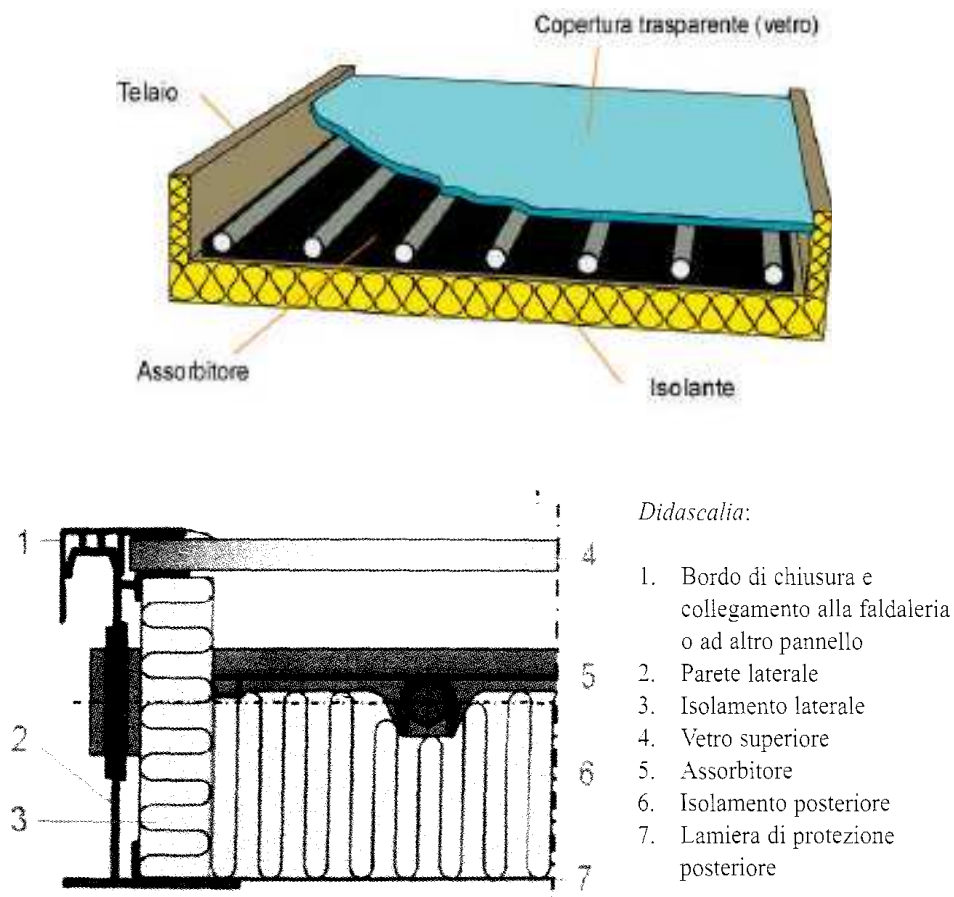 Copertura trasparente (vetro)
Telaio
Assorbitore
Isolante
1
2
3
4
5
6
7
Didascalia:
1. Bordo di chiusura e
collegamento alla faldaleria
o ad altro pannello
2. Parete laterale
3. Isolamento laterale
4. Vetro superiore
5. Assorbitore
6. Isolamento posteriore
7. Lamiera di protezione
posteriore